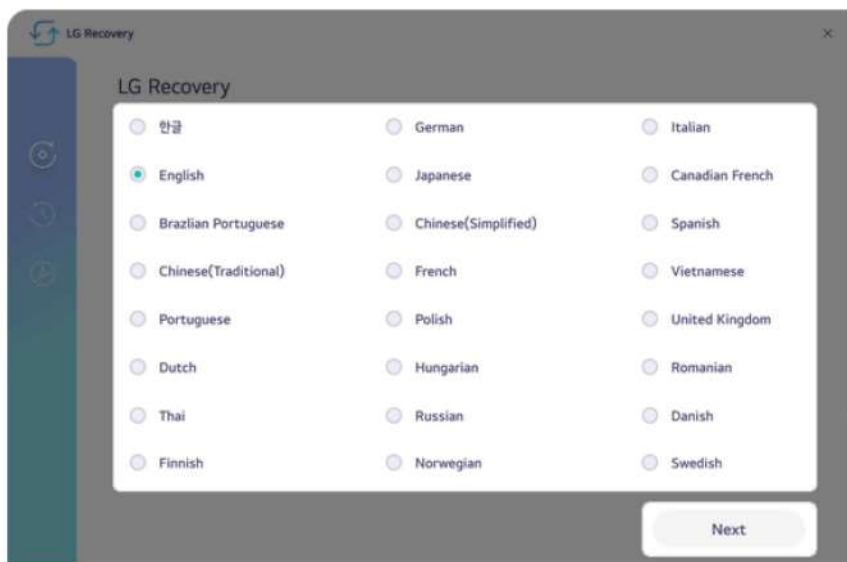 LG Recovery
LG Recovery
한글 German Italian
English Japanese Canadian French
Brazlian Portuguese Chinese(Simplified) Spanish
Chinese(Traditional) French Vietnamese
Portuguese Polish United Kingdom
Dutch Hungarian Romanian
Thai Russian Danish
Finnish Norwegian Swedish
Next